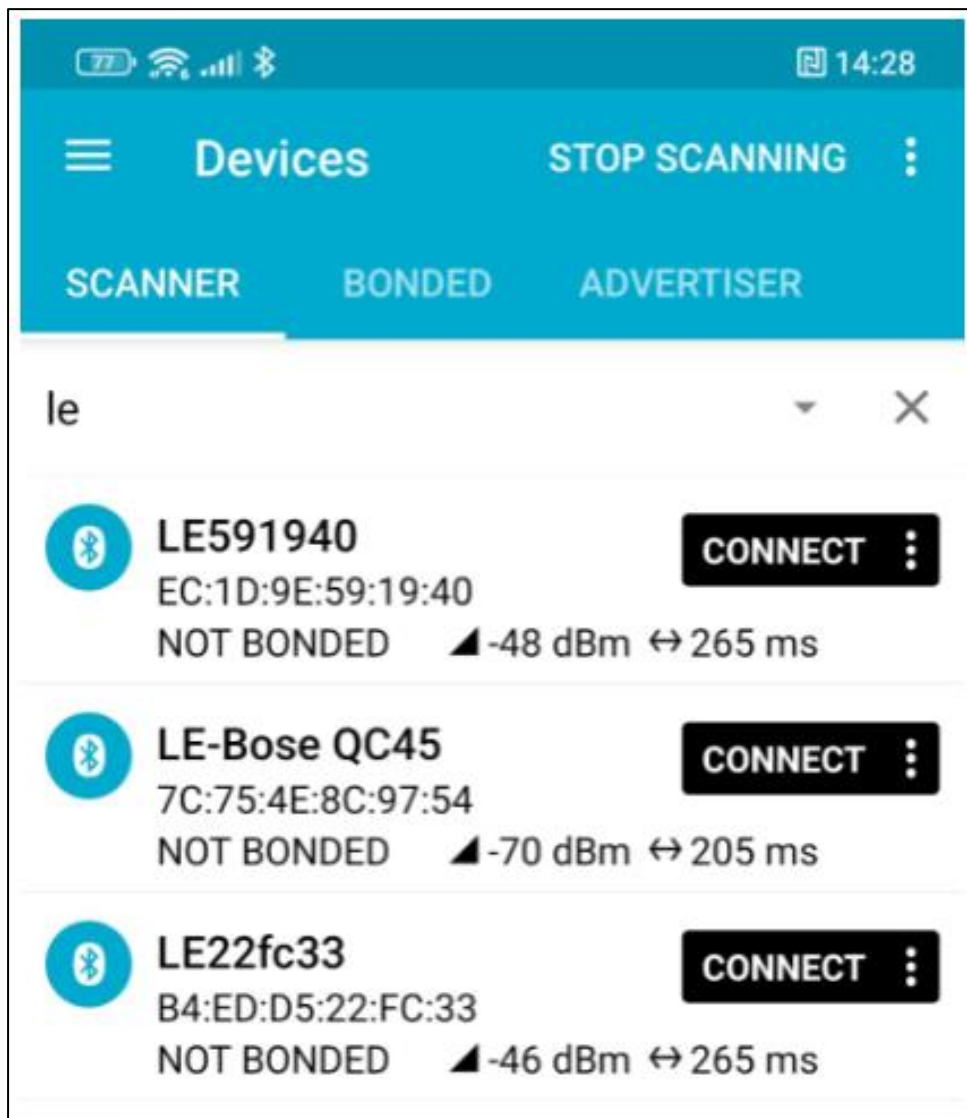 77 6 14:28
Devices STOP SCANNING
SCANNER BONDED ADVERTISER
le
LE591940 CONNECT
EC:1D:9E:59:19:40
NOT BONDED -48 dBm ↔ 265 ms
LE-Bose QC45 CONNECT
7C:75:4E:8C:97:54
NOT BONDED -70 dBm ↔ 205 ms
LE22fc33 CONNECT
B4:ED:D5:22:FC:33
NOT BONDED -46 dBm ↔ 265 ms